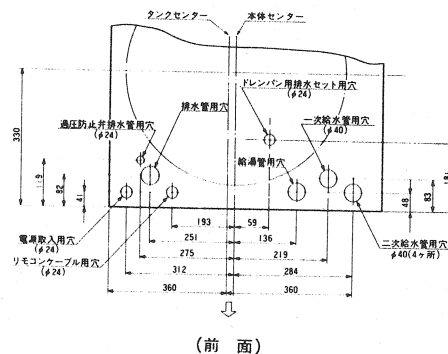 タンクセンター
本体センター
ドレンパン用排水セット用穴
(φ24)
排水管用穴
一次給水管用穴
(φ40)
過圧防止弁排水管用穴
(φ24)
給湯管用穴
330
119
82
41
181
83
48
193
59
電源取入用穴
(φ24)
251
136
二次給水管用穴
φ40(4ヶ所)
リモコンケーブル用穴
(φ24)
275
219
312
284
360
360
(前 面)